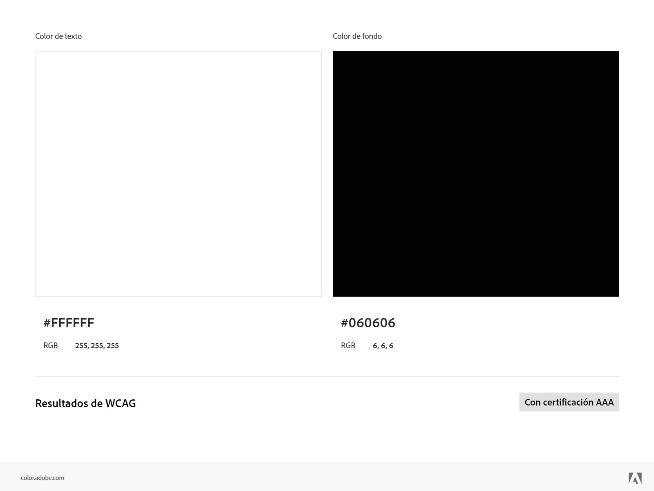 Color de texto
Color de fondo
#FFFFFF
#060606
RGB 255, 255, 255
RGB 6, 6, 6
Resultados de WCAG
Con certificación AAA
color.adobe.com